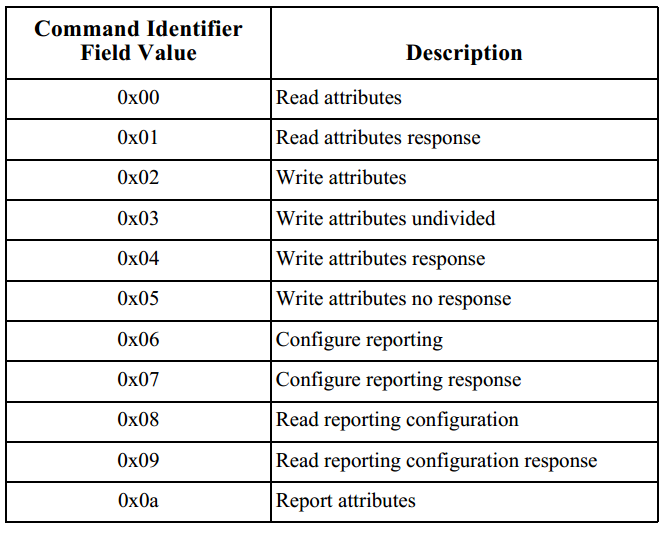 Command Identifier
Field Value
Description
0x00 Read attributes
0x01 Read attributes response
0x02 Write attributes
0x03 Write attributes undivided
0x04 Write attributes response
0x05 Write attributes no response
0x06 Configure reporting
0x07 Configure reporting response
0x08 Read reporting configuration
0x09 Read reporting configuration response
0x0a Report attributes